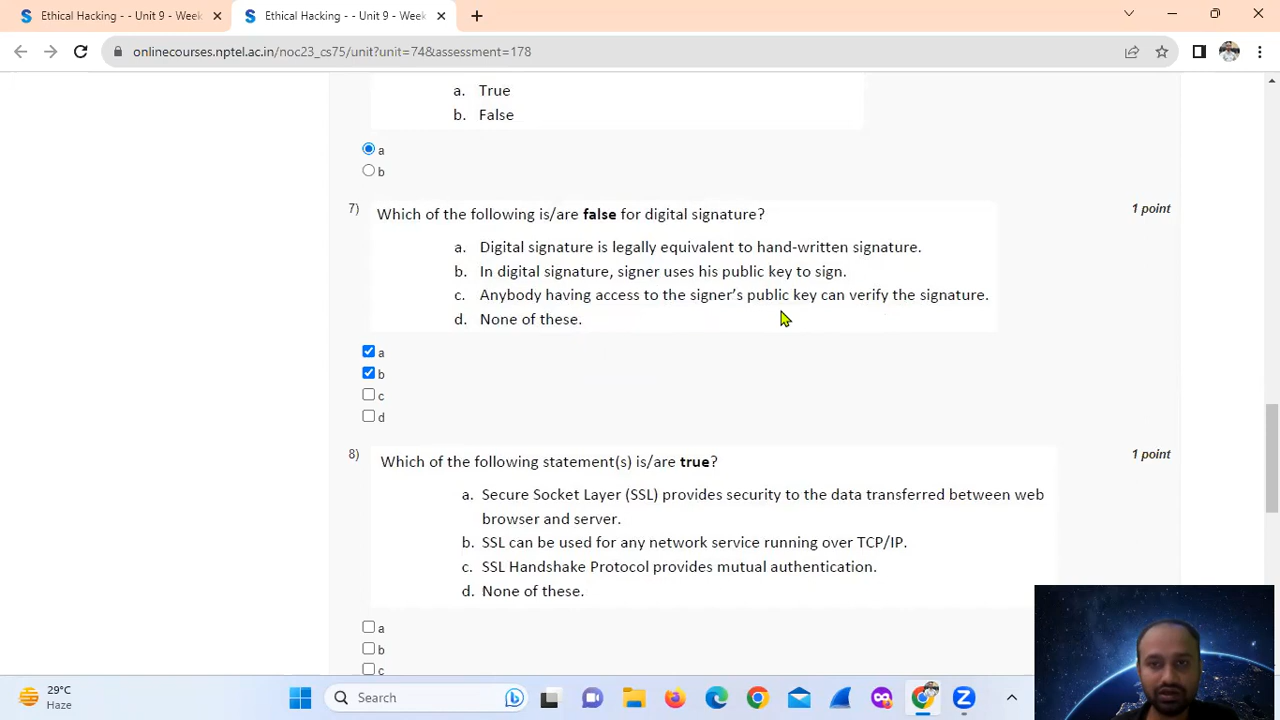 Ethical Hacking - - Unit 9 - Week
Ethical Hacking - - Unit 9 - Week
onlinecourses.nptel.ac.in/noc23_cs75/unit?unit=74&assessment=178
a. True
b. False
a
b
7) Which of the following is/are false for digital signature? 1 point
a. Digital signature is legally equivalent to hand-written signature.
b. In digital signature, signer uses his public key to sign.
c. Anybody having access to the signer's public key can verify the signature.
d. None of these.
a
b
c
d
8) Which of the following statement(s) is/are true? 1 point
a. Secure Socket Layer (SSL) provides security to the data transferred between web
browser and server.
b. SSL can be used for any network service running over TCP/IP.
c. SSL Handshake Protocol provides mutual authentication.
d. None of these.
a
b
c
29°C
Haze
Search